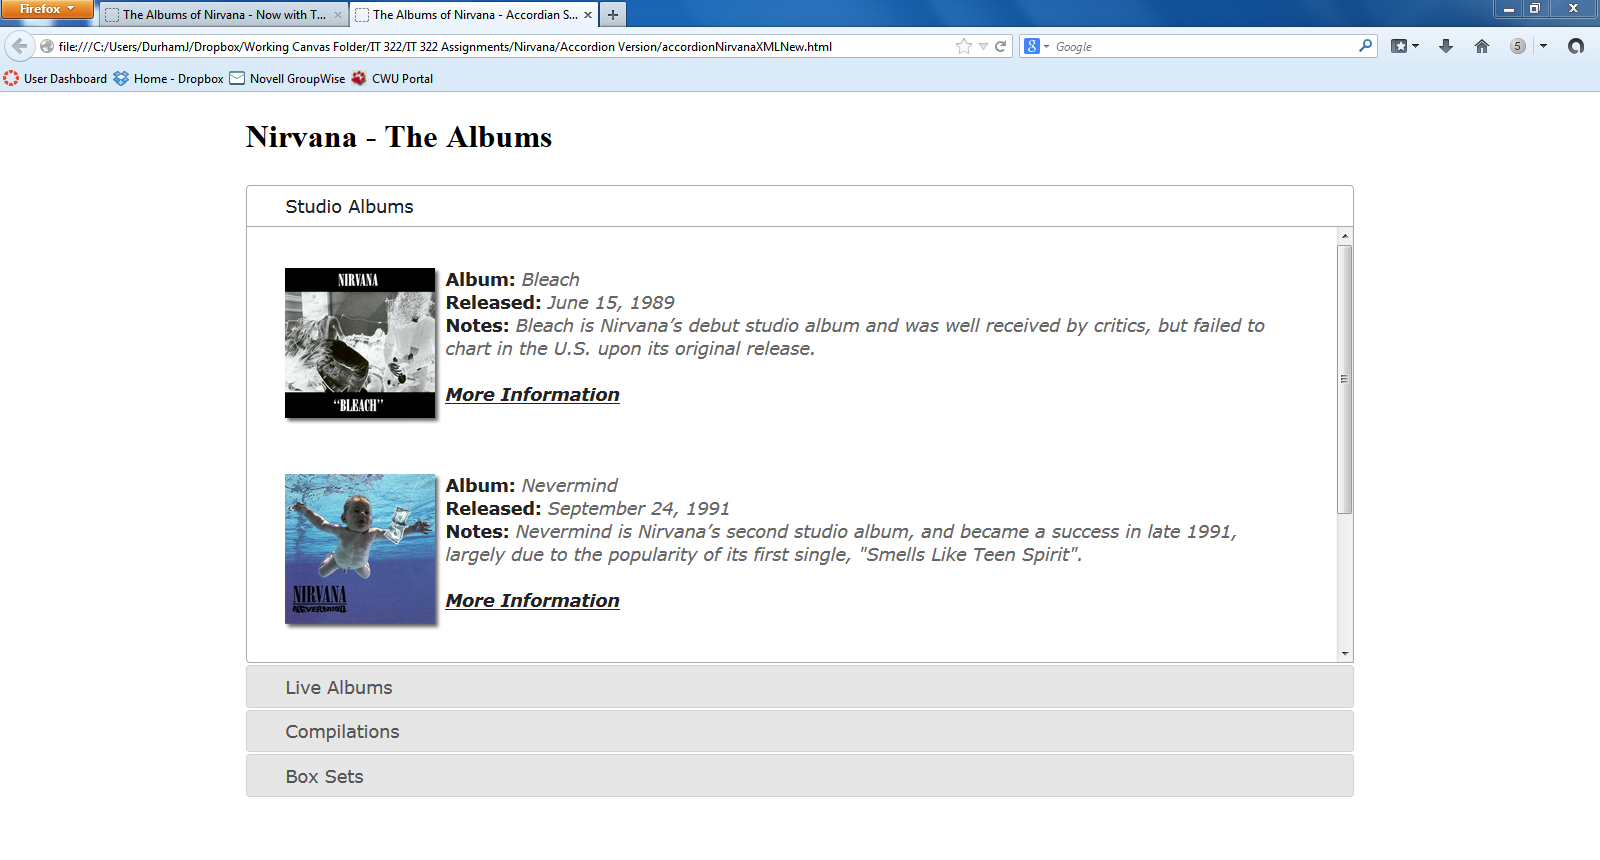 Firefox
The Albums of Nirvana - Now with T...
The Albums of Nirvana - Accordian S...
file:///C:/Users/DurhamJ/Dropbox/Working Canvas Folder/IT 322/IT 322 Assignments/Nirvana/Accordion Version/accordionNirvanaXMLNew.html
8
Google
5
User Dashboard
Home - Dropbox
Novell GroupWise
CWU Portal
Nirvana - The Albums
Studio Albums
NIRVANA
"BLEACH"
Album: Bleach
Released: June 15, 1989
Notes: Bleach is Nirvana’s debut studio album and was well received by critics, but failed to
chart in the U.S. upon its original release.
More Information
NIRVANA
NEVERMIND
Album: Nevermind
Released: September 24, 1991
Notes: Nevermind is Nirvana’s second studio album, and became a success in late 1991,
largely due to the popularity of its first single, "Smells Like Teen Spirit".
More Information
Live Albums
Compilations
Box Sets